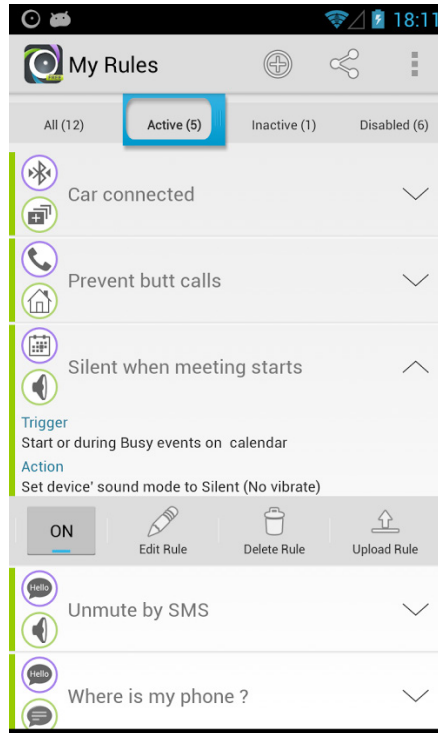 18:11
FREE
My Rules
All (12)
Active (5)
Inactive (1)
Disabled (6)
Car connected
Prevent butt calls
Silent when meeting starts
Trigger
Start or during Busy events on calendar
Action
Set device' sound mode to Silent (No vibrate)
ON
Edit Rule
Delete Rule
Upload Rule
Hello
Unmute by SMS
Hello
Where is my phone ?